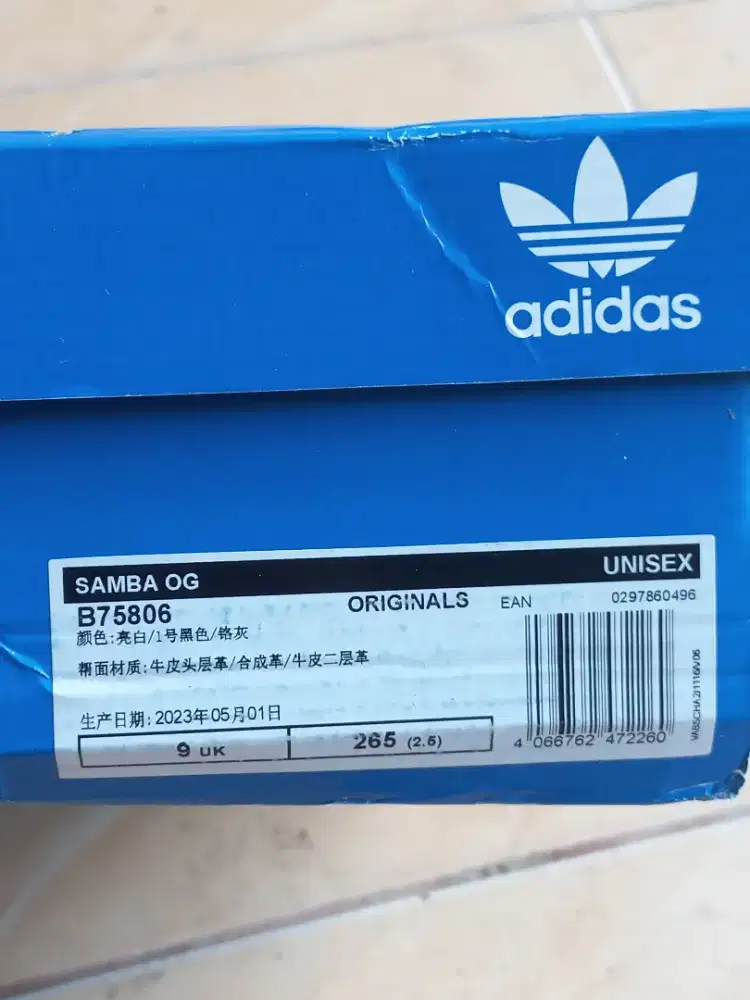 adidas
SAMBA OG UNISEX
B75806 ORIGINALS EAN 0297860496
颜色:亮白/1号黑色/铬灰
帮面材质:牛皮头层革/合成革/牛皮二层革
生产日期:2023年05月01日
9 UK 265 (2.5)
4 066762 472260